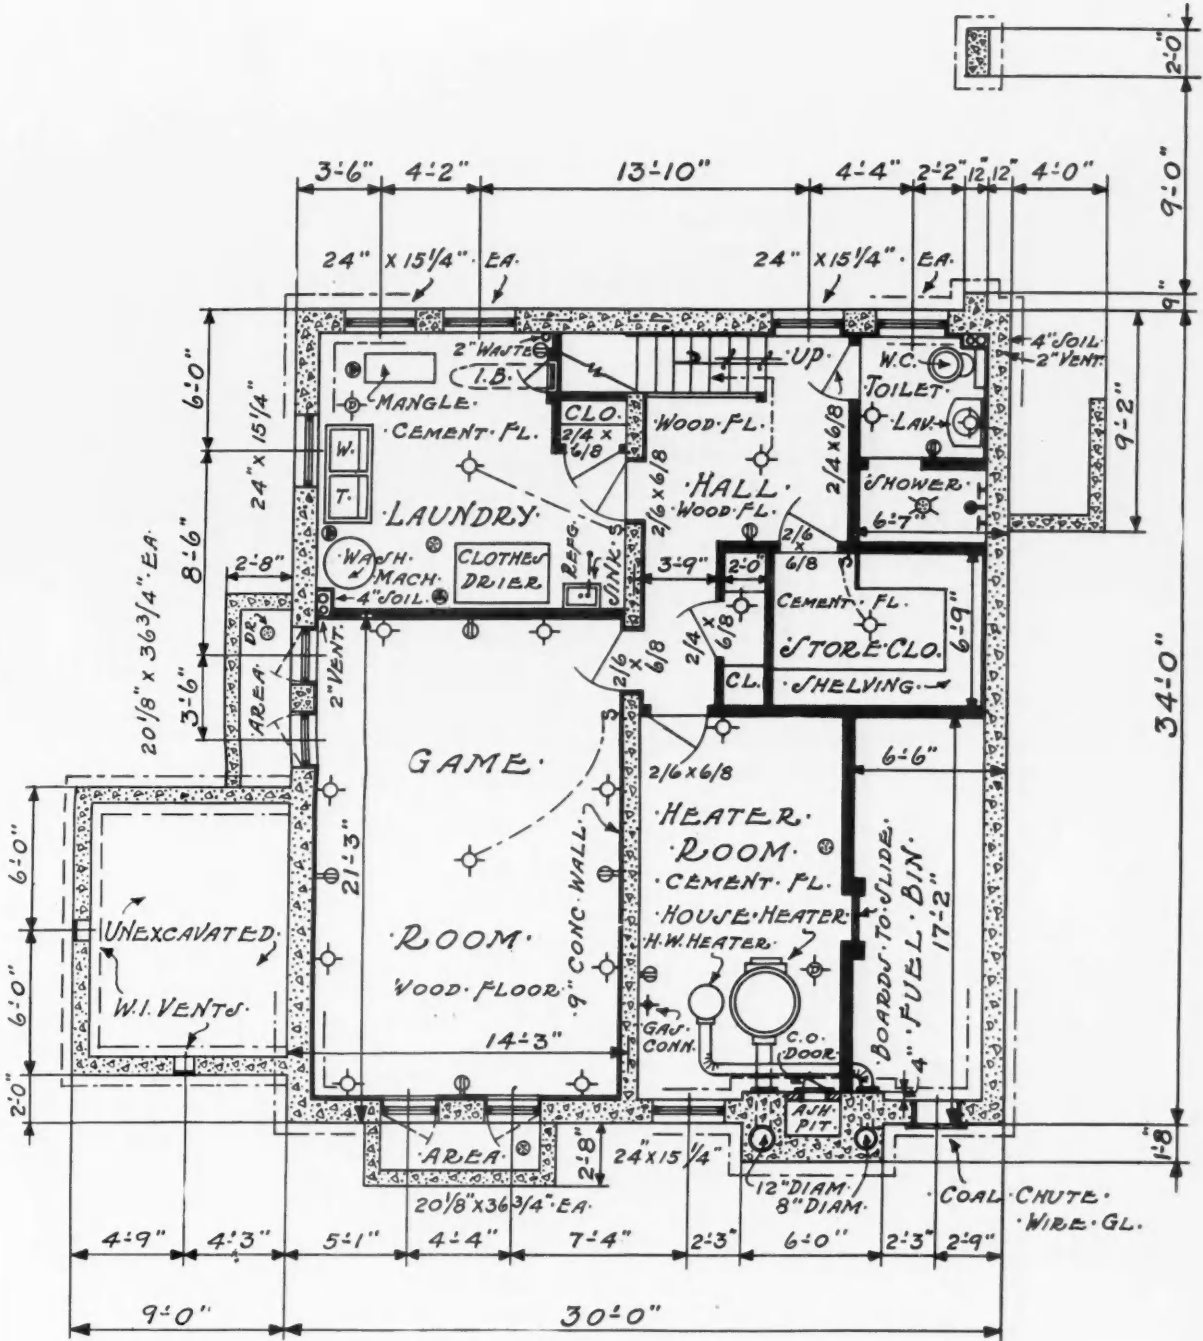 2'-0"
9'-0"
3'-6" 4'-2" 13'-10" 4'-4" 2'-2" 12" 12" 4'-0"
24" X 15 1/4" · EA.
24" X 15 1/4" · EA.
9"
4" SOIL
2" VENT
2" WASTE
I.B.
MANGLE
CEMENT FL.
CLO.
2/4 X 6/8
UP
WOOD FL.
W.C.
TOILET
LAV.
2/4 X 6/8
6'-0"
24" X 15 1/4"
W.
T.
LAUNDRY
2/6 X 6/8
HALL
WOOD FL.
SHOWER
6'-7"
9'-2"
8'-6"
2'-8"
WASH
MACH.
4" SOIL
CLOTHES
DRIER
REFG.
SINK
S
3'-9"
2'-0"
2/6
X
6/8
S
CEMENT FL.
STORE CLO.
SHELVING
6'-9"
34'-0"
20 1/8" X 36 3/4" EA.
DR.
AREA
3'-6"
2" VENT
2/6
X
6/8
2/4 X 6/8
CL.
S
GAME
2/6 X 6/8
6'-6"
HEATER
ROOM
CEMENT FL.
HOUSE HEATER
H.W. HEATER
21'-3"
9" CONC WALL
BOARDS TO SLIDE
4" FUEL BIN
17'-2"
6'-0"
UNEXCAVATED
ROOM
WOOD FLOOR
6'-0"
W.I. VENTS
14'-3"
GAS
CONN.
C.O.
DOOR
ASH
PIT
2'-0"
AREA
2'-8"
24 X 15 1/4"
12" DIAM.
8" DIAM.
1'-8"
COAL CHUTE
WIRE GL.
20 1/8" X 36 3/4" EA.
4'-9" 4'-3" 5'-1" 4'-4" 7'-4" 2'-3" 6'-0" 2'-3" 2'-9"
9'-0" 30'-0"